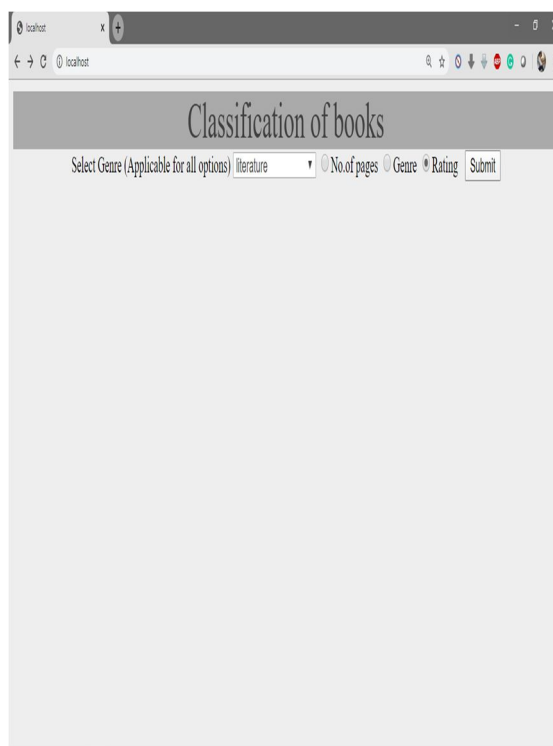 localhost
localhost
Classification of books
Select Genre (Applicable for all options) literature No.of pages Genre Rating Submit